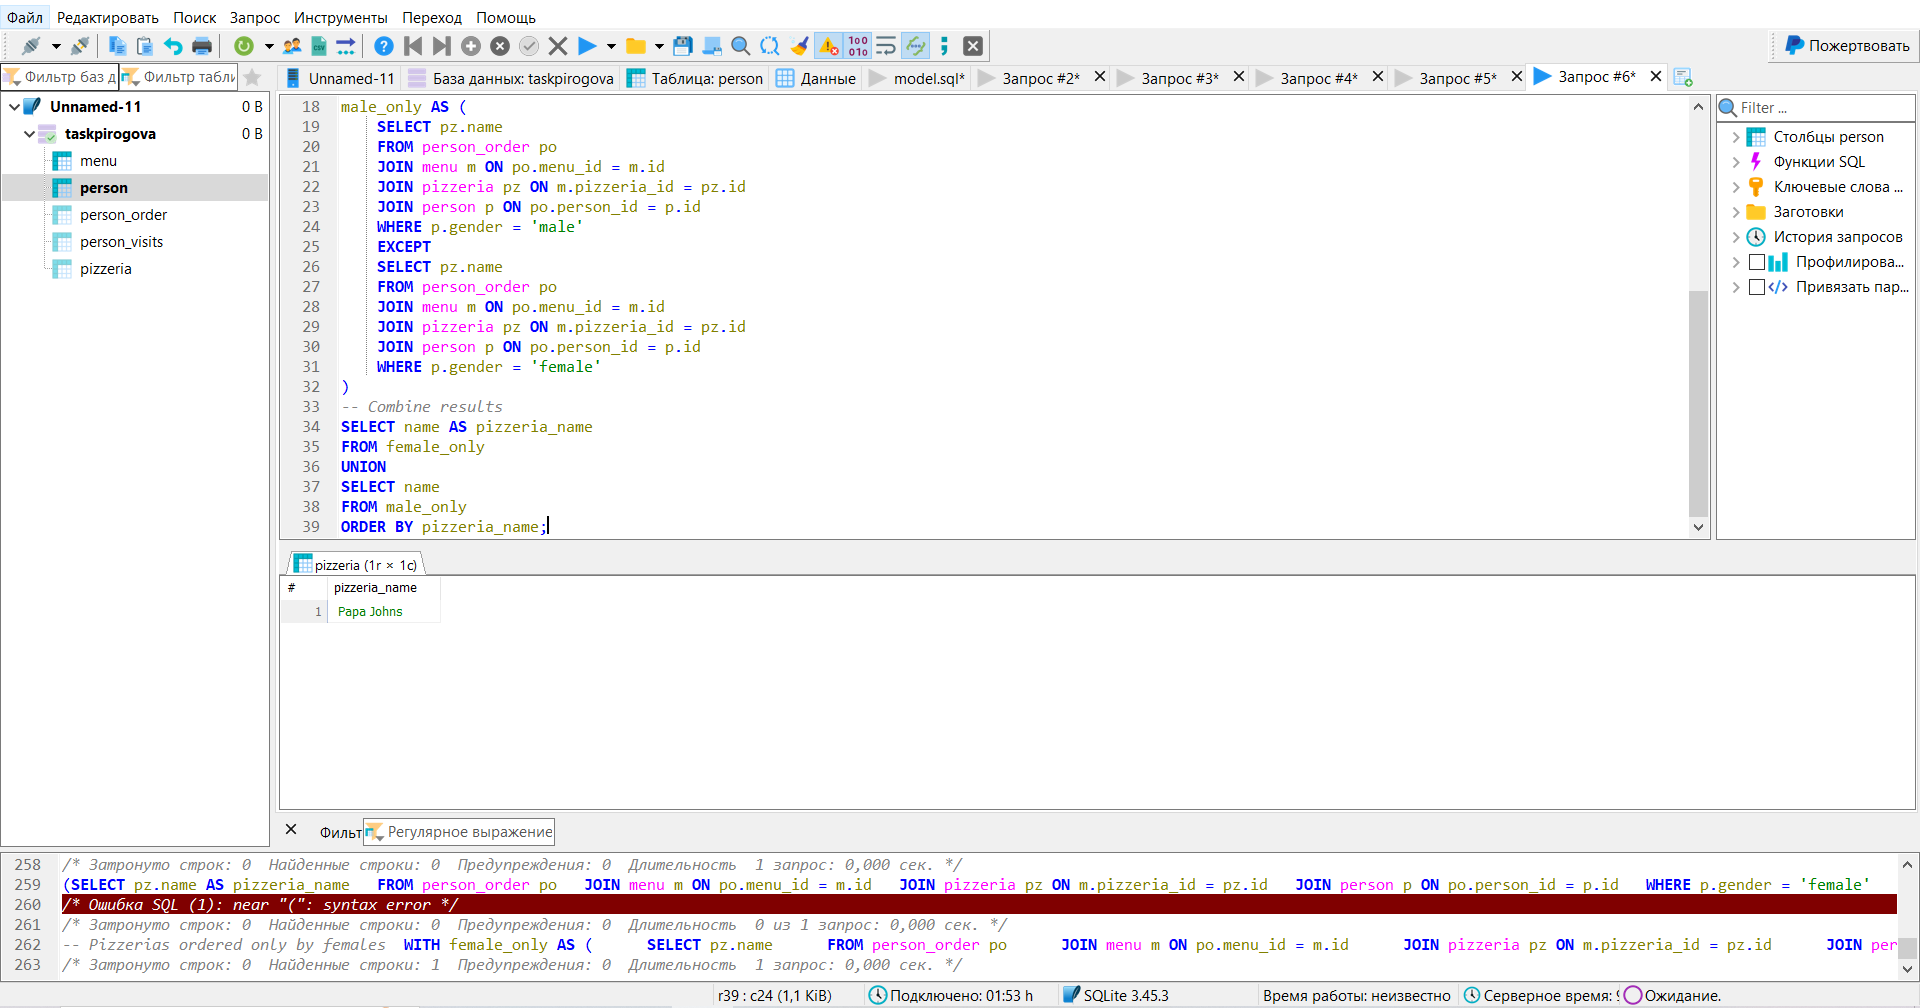 Файл Редактировать Поиск Запрос Инструменты Переход Помощь
Пожертвовать
Фильтр баз д Фильтр табли
Unnamed-11 База данных: taskpirogova Таблица: person Данные model.sql* Запрос #2* Запрос #3* Запрос #4* Запрос #5* Запрос #6*
Unnamed-11 0 B
taskpirogova 0 B
menu
person
person_order
person_visits
pizzeria
18 male_only AS (
19 SELECT pz.name
20 FROM person_order po
21 JOIN menu m ON po.menu_id = m.id
22 JOIN pizzeria pz ON m.pizzeria_id = pz.id
23 JOIN person p ON po.person_id = p.id
24 WHERE p.gender = 'male'
25 EXCEPT
26 SELECT pz.name
27 FROM person_order po
28 JOIN menu m ON po.menu_id = m.id
29 JOIN pizzeria pz ON m.pizzeria_id = pz.id
30 JOIN person p ON po.person_id = p.id
31 WHERE p.gender = 'female'
32 )
33 -- Combine results
34 SELECT name AS pizzeria_name
35 FROM female_only
36 UNION
37 SELECT name
38 FROM male_only
39 ORDER BY pizzeria_name;
Filter ...
Столбцы person
Функции SQL
Ключевые слова ...
Заготовки
История запросов
Профилирова...
Привязать пар...
pizzeria (1r × 1c)
# pizzeria_name
1 Papa Johns
Фильт Регулярное выражение
258 /* Затронуто строк: 0 Найденные строки: 0 Предупреждения: 0 Длительность 1 запрос: 0,000 сек. */
259 (SELECT pz.name AS pizzeria_name FROM person_order po JOIN menu m ON po.menu_id = m.id JOIN pizzeria pz ON m.pizzeria_id = pz.id JOIN person p ON po.person_id = p.id WHERE p.gender = 'female'
260 /* Ошибка SQL (1): near "(": syntax error */
261 /* Затронуто строк: 0 Найденные строки: 0 Предупреждения: 0 Длительность 0 из 1 запрос: 0,000 сек. */
262 -- Pizzerias ordered only by females WITH female_only AS ( SELECT pz.name FROM person_order po JOIN menu m ON po.menu_id = m.id JOIN pizzeria pz ON m.pizzeria_id = pz.id JOIN per
263 /* Затронуто строк: 0 Найденные строки: 1 Предупреждения: 0 Длительность 1 запрос: 0,000 сек. */
r39 : c24 (1,1 KiB) Подключено: 01:53 h SQLite 3.45.3 Время работы: неизвестно Серверное время: Ожидание.